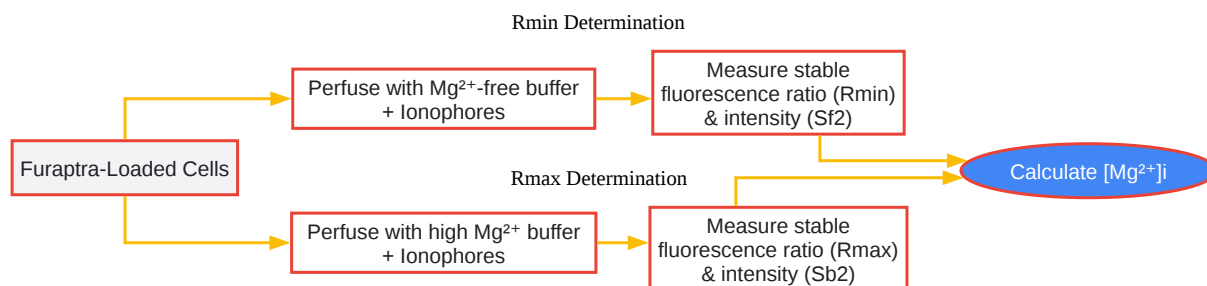 Rmin Determination
Perfuse with Mg²⁺-free buffer
+ Ionophores
Measure stable
fluorescence ratio (Rmin)
& intensity (Sf2)
Furaptra-Loaded Cells
Calculate [Mg²⁺]i
Rmax Determination
Perfuse with high Mg²⁺ buffer
+ Ionophores
Measure stable
fluorescence ratio (Rmax)
& intensity (Sb2)